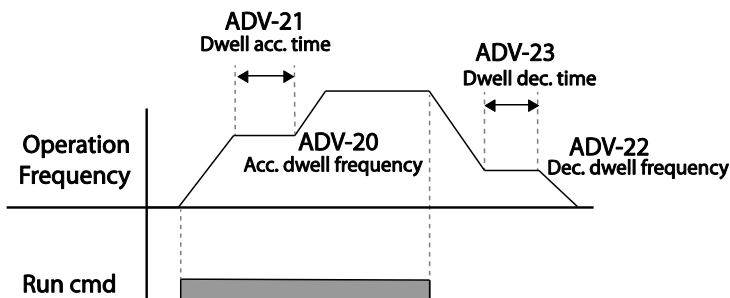 ADV-21
Dwell acc. time
ADV-23
Dwell dec. time
Operation
Frequency
ADV-20
Acc. dwell frequency
ADV-22
Dec. dwell frequency
Run cmd